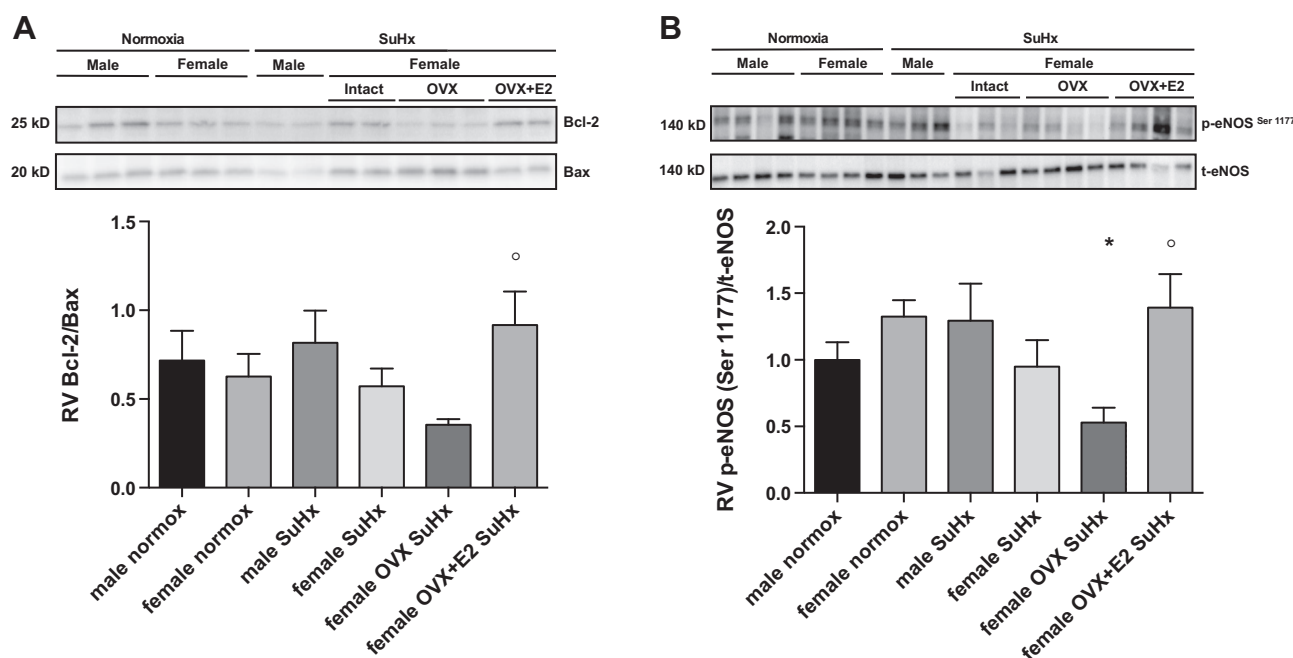 A
Normoxia SuHx
Male Female Male Female
Intact OVX OVX+E2
25 kD Bcl-2
20 kD Bax
RV Bcl-2/Bax
1.5
1.0
0.5
0.0
°
male normox
female normox
male SuHx
female SuHx
female OVX SuHx
female OVX+E2 SuHx
B
Normoxia SuHx
Male Female Male Female
Intact OVX OVX+E2
140 kD p-eNOS Ser 1177
140 kD t-eNOS
RV p-eNOS (Ser 1177)/t-eNOS
2.0
1.5
1.0
0.5
0.0
* °
male normox
female normox
male SuHx
female SuHx
female OVX SuHx
female OVX+E2 SuHx